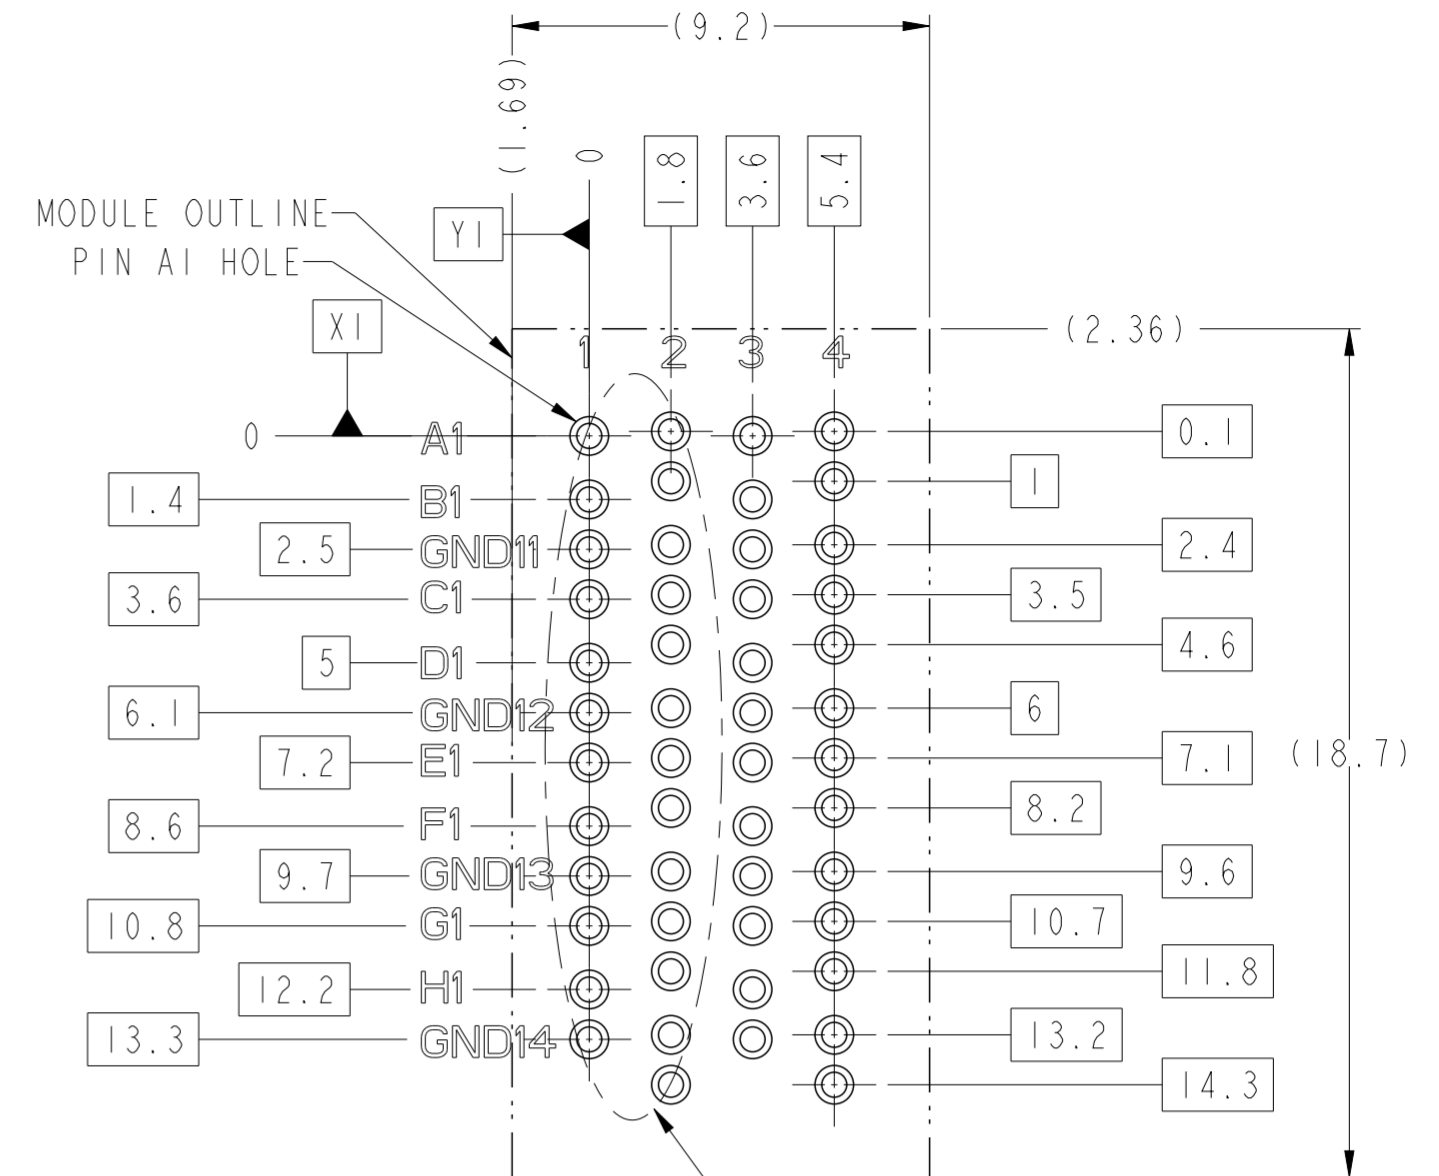 (9.2)
(1.69)
0
1.8
3.6
5.4
MODULE OUTLINE
PIN A1 HOLE
Y1
X1
(2.36)
1 2 3 4
0 A1 0.1
1
1.4 B1
2.5 GND11 2.4
3.6 C1 3.5
4.6
5 D1
6.1 GND12 6
7.2 E1 7.1
(18.7)
8.2
8.6 F1
9.7 GND13 9.6
10.8 G1 10.7
11.8
12.2 H1
13.3 GND14 13.2
14.3